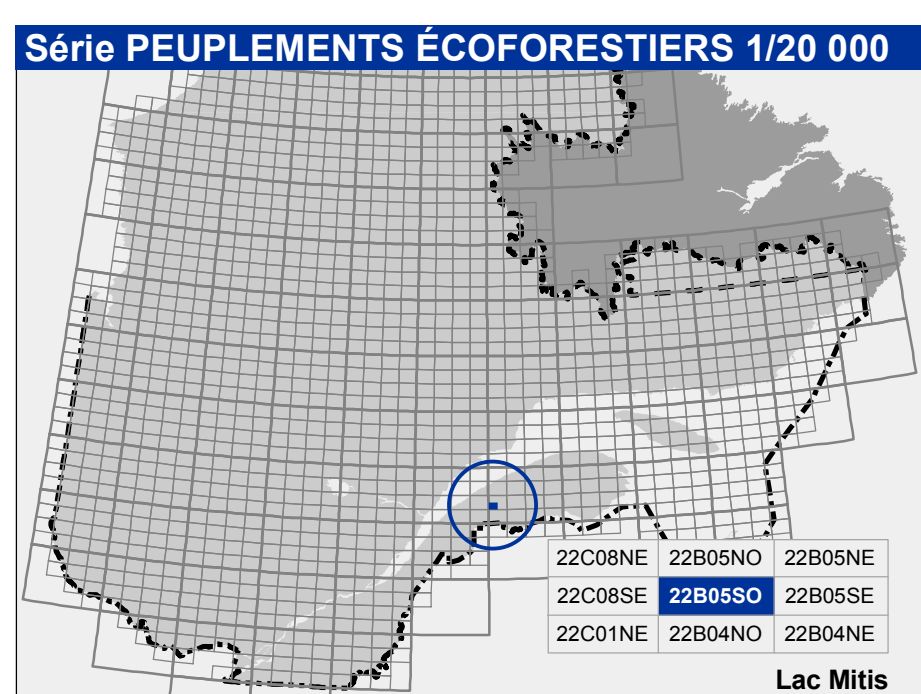 Série PEUPLEMENTS ÉCOFORESTIERS 1/20 000
22C08NE 22B05NO 22B05NE
22C08SE 22B05SO 22B05SE
22C01NE 22B04NO 22B04NE
Lac Mitis